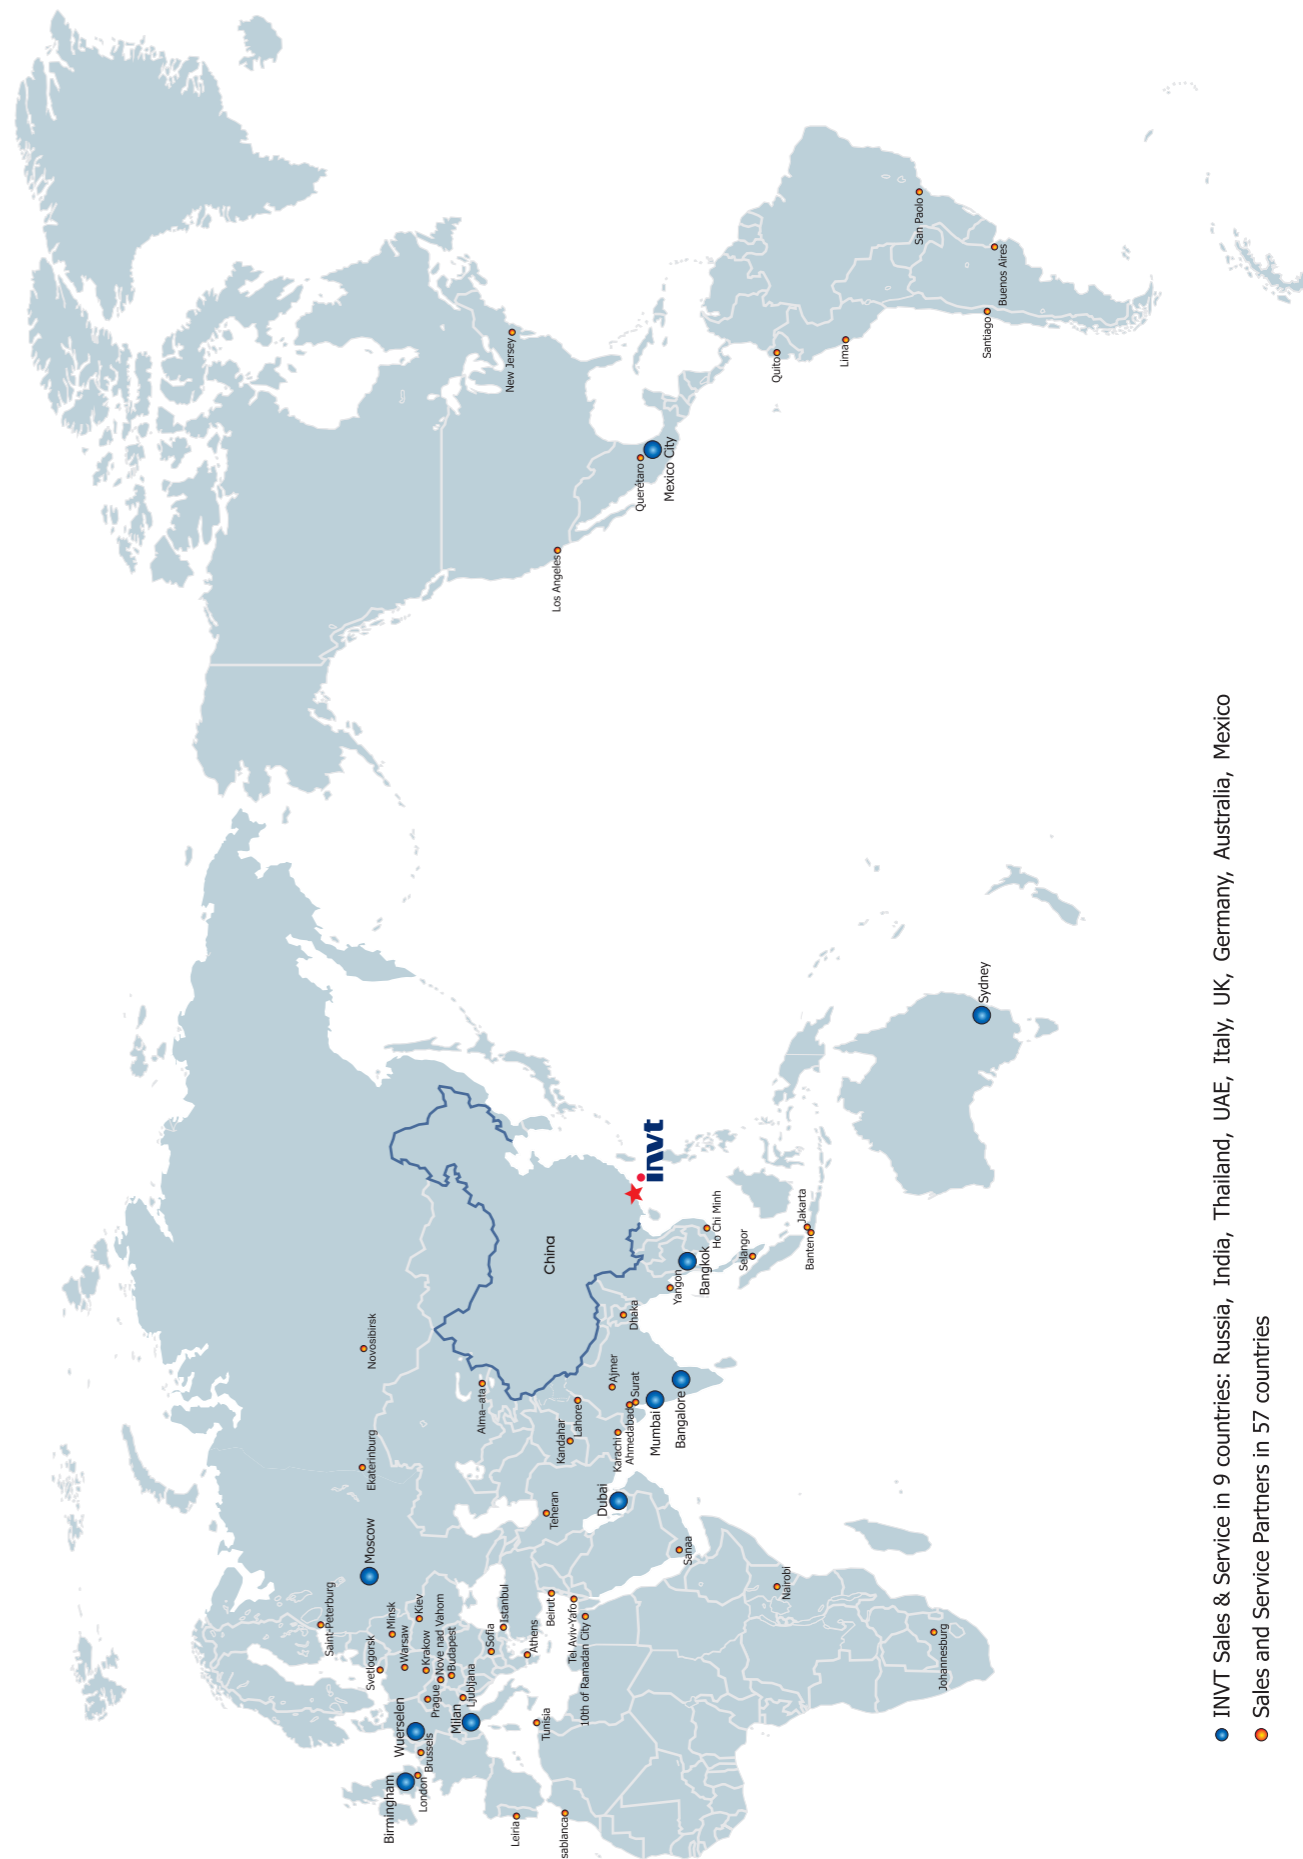 Saint-Peterburg
Moscow
Ekaterinburg
Novosibirsk
Svetlogorsk
Minsk
Birmingham
Warsaw
Wuerselen
London
Brussels
Kiev
Krakow
Prague
Nove nad Vahom
Budapest
Milan
Ljubljana
Alma-ata
Sofia
Istanbul
New Jersey
Leiria
Athens
Tunisia
Teheran
China
Beirut
Los Angeles
sablanca
Tel Aviv-Yafo
Kandahar
Lahore
10th of Ramadan City
Dubai
Karachi
Ajmer
Ahmedabad
Surat
Dhaka
invt
Querétaro
Mexico City
Mumbai
Bangalore
Yangon
Bangkok
Sanaa
Ho Chi Minh
Selangor
Quito
Nairobi
Jakarta
Banten
Lima
San Paolo
Johannesburg
Sydney
Santiago
Buenos Aires
INVT Sales & Service in 9 countries: Russia, India, Thailand, UAE, Italy, UK, Germany, Australia, Mexico
Sales and Service Partners in 57 countries